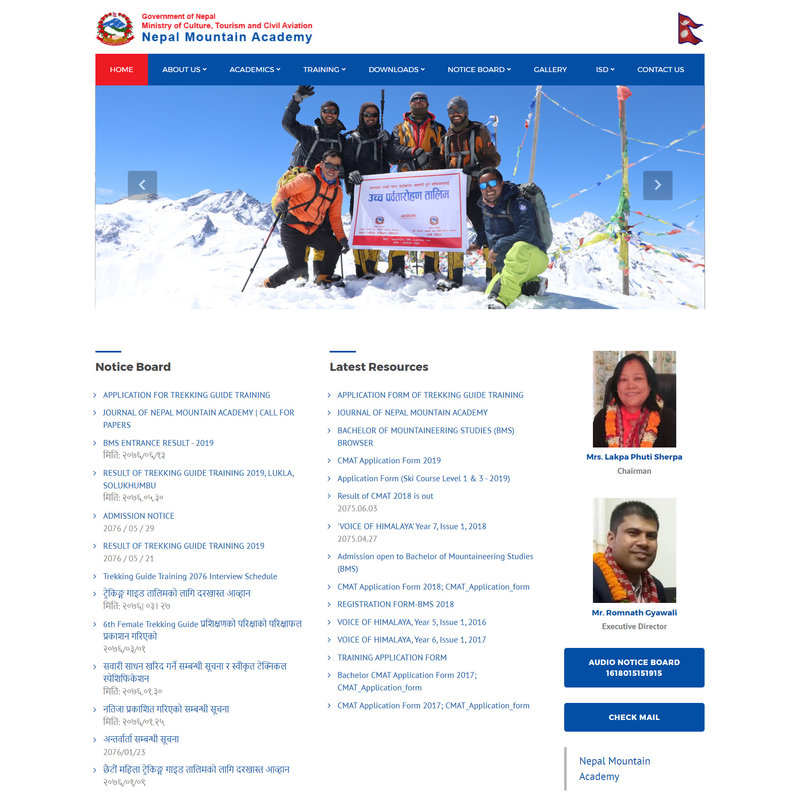 Government of Nepal
Ministry of Culture, Tourism and Civil Aviation
Nepal Mountain Academy
HOME
ABOUT US
ACADEMICS
TRAINING
DOWNLOADS
NOTICE BOARD
GALLERY
ISD
CONTACT US
उच्च पर्वतारोहण तालिम
Notice Board
APPLICATION FOR TREKKING GUIDE TRAINING
JOURNAL OF NEPAL MOUNTAIN ACADEMY | CALL FOR
PAPERS
BMS ENTRANCE RESULT - 2019
मिति: २०७६/०६/१३
RESULT OF TREKKING GUIDE TRAINING 2019, LUKLA,
SOLUKHUMBU
मिति: २०७६.०५.३०
ADMISSION NOTICE
2076 / 05 / 29
RESULT OF TREKKING GUIDE TRAINING 2019
2076 / 05 / 21
Trekking Guide Training 2076 Interview Schedule
ट्रेकिङ्ग गाइड तालिमको लागि दरखास्त आव्हान
मिति: २०७६| ०३। २७
6th Female Trekking Guide प्रशिक्षणको परिक्षाको परिक्षाफल
प्रकाशन गरिएको
२०७६/०३/०१
सवारी साधन खरिद गर्ने सम्बन्धी सूचना र स्वीकृत टेक्निकल
स्पेशिफिकेशन
मिति: २०७६.०१.३०
नतिजा प्रकाशित गरिएको सम्बन्धी सूचना
मिति: २०७६/०१.२५
अन्तर्वार्ता सम्बन्धी सूचना
2076/01/23
छैटौं महिला ट्रेकिङ्ग गाइड तालिमको लागि दरखास्त आव्हान
२०७६/०१/०९
Latest Resources
APPLICATION FORM OF TREKKING GUIDE TRAINING
JOURNAL OF NEPAL MOUNTAIN ACADEMY
BACHELOR OF MOUNTAINEERING STUDIES (BMS)
BROWSER
CMAT Application Form 2019
Application Form (Ski Course Level 1 & 3 - 2019)
Result of CMAT 2018 is out
2075.06.03
'VOICE OF HIMALAYA' Year 7, Issue 1, 2018
2075.04.27
Admission open to Bachelor of Mountaineering Studies
(BMS)
CMAT Application Form 2018; CMAT_Application_form
REGISTRATION FORM-BMS 2018
VOICE OF HIMALAYA, Year 5, Issue 1, 2016
VOICE OF HIMALAYA, Year 6, Issue 1, 2017
TRAINING APPLICATION FORM
Bachelor CMAT Application Form 2017;
CMAT_Application_form
CMAT Application Form 2017; CMAT_Application_form
Mrs. Lakpa Phuti Sherpa
Chairman
Mr. Romnath Gyawali
Executive Director
AUDIO NOTICE BOARD
1618015151915
CHECK MAIL
Nepal Mountain
Academy